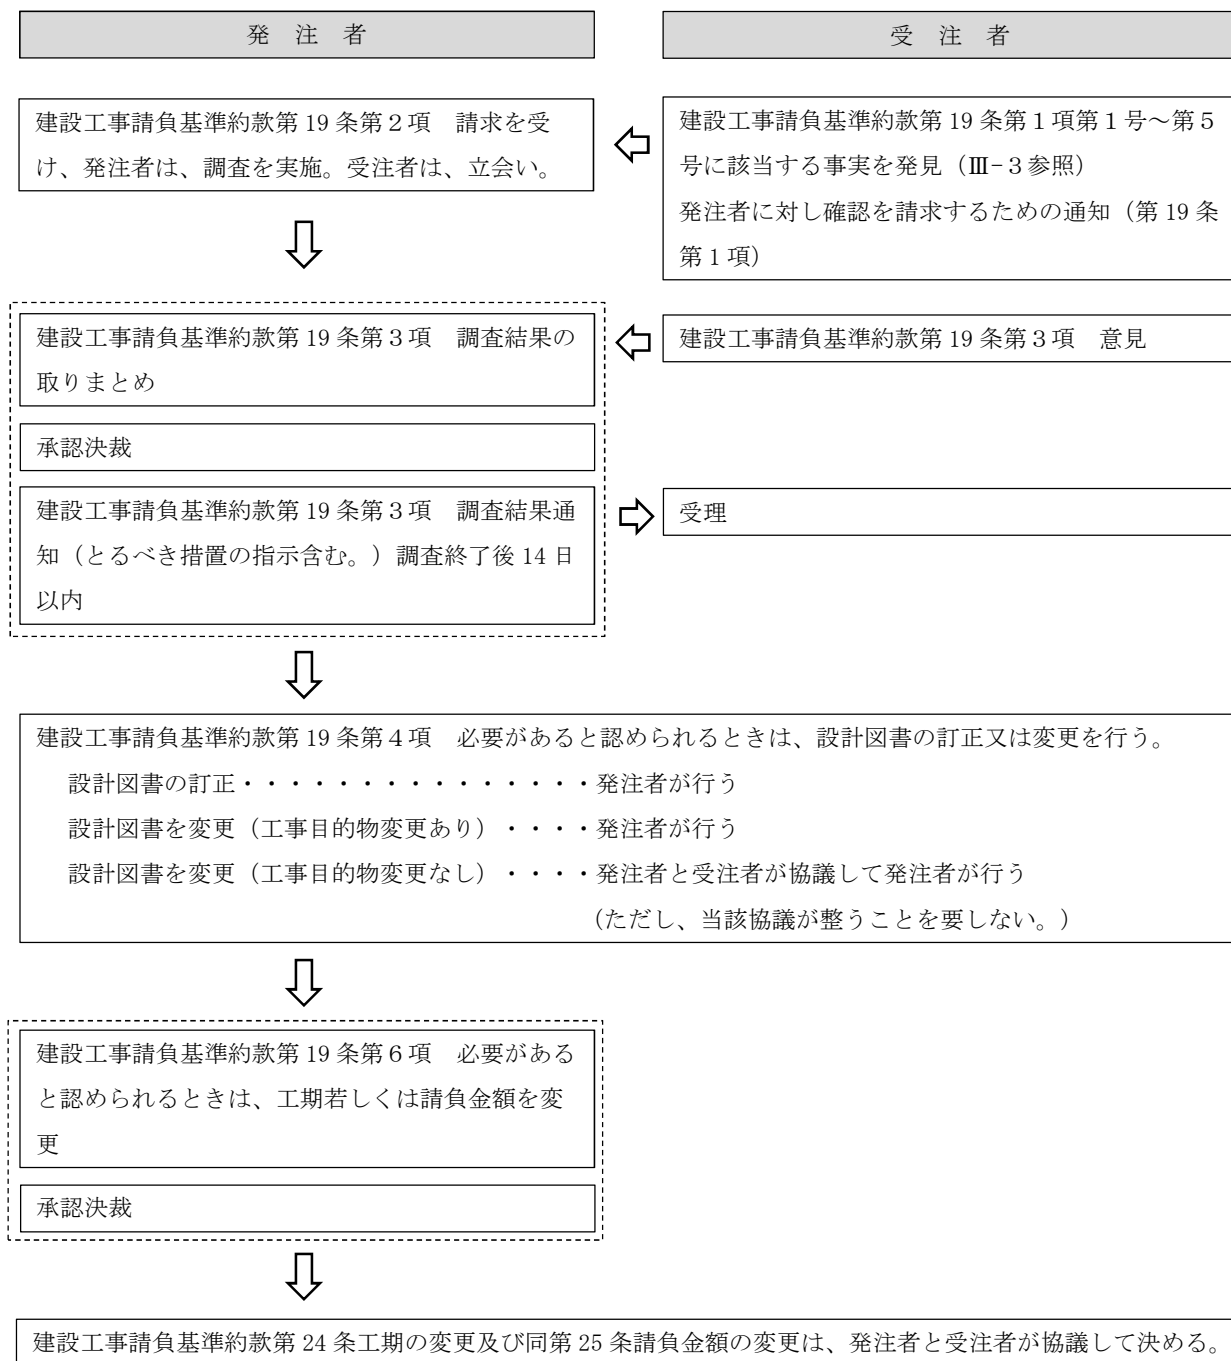 発　注　者
受　注　者
建設工事請負基準約款第 19 条第２項　請求を受
け、発注者は、調査を実施。受注者は、立会い。
建設工事請負基準約款第 19 条第１項第１号～第５
号に該当する事実を発見（Ⅲ-３参照）
発注者に対し確認を請求するための通知（第 19 条
第１項）
建設工事請負基準約款第 19 条第３項　調査結果の
取りまとめ
建設工事請負基準約款第 19 条第３項　意見
承認決裁
建設工事請負基準約款第 19 条第３項　調査結果通
知（とるべき措置の指示含む。）調査終了後 14 日
以内
受理
建設工事請負基準約款第 19 条第４項　必要があると認められるときは、設計図書の訂正又は変更を行う。
設計図書の訂正・・・・・・・・・・・・・・・発注者が行う
設計図書を変更（工事目的物変更あり）・・・・発注者が行う
設計図書を変更（工事目的物変更なし）・・・・発注者と受注者が協議して発注者が行う
（ただし、当該協議が整うことを要しない。）
建設工事請負基準約款第 19 条第６項　必要がある
と認められるときは、工期若しくは請負金額を変
更
承認決裁
建設工事請負基準約款第 24 条工期の変更及び同第 25 条請負金額の変更は、発注者と受注者が協議して決める。